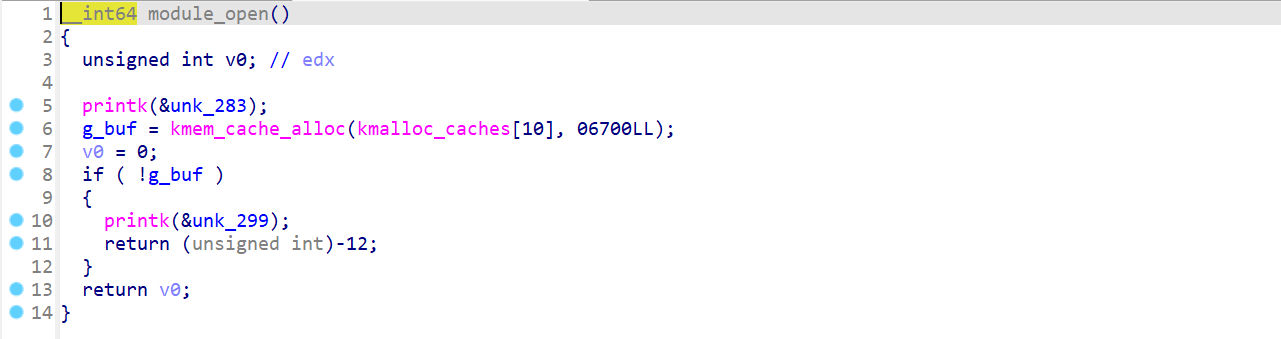 1 __int64 module_open()
2 {
3 unsigned int v0; // edx
4
5 printk(&unk_283);
6 g_buf = kmem_cache_alloc(kmalloc_caches[10], 06700LL);
7 v0 = 0;
8 if ( !g_buf )
9 {
10 printk(&unk_299);
11 return (unsigned int)-12;
12 }
13 return v0;
14 }